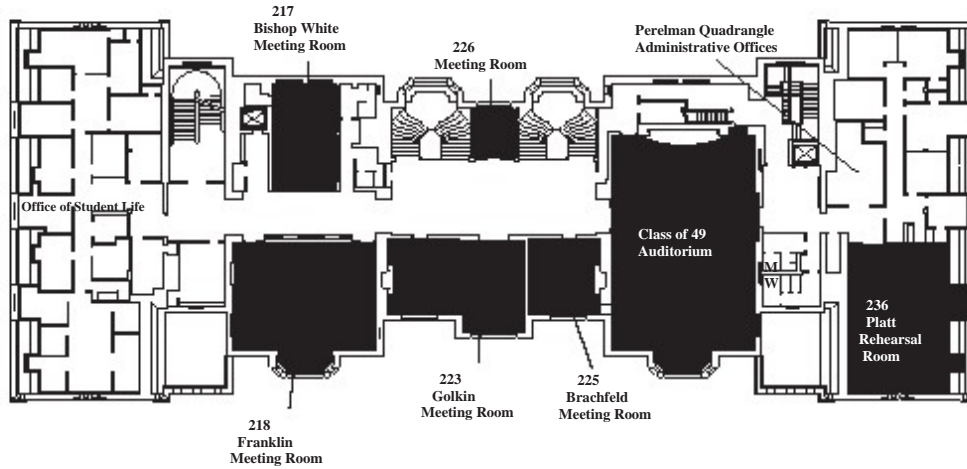 217
Bishop White
Meeting Room
226
Meeting Room
Perelman Quadrangle
Administrative Offices
Office of Student Life
Class of 49
Auditorium
M
W
236
Platt
Rehearsal
Room
218
Franklin
Meeting Room
223
Golkin
Meeting Room
225
Brachfeld
Meeting Room